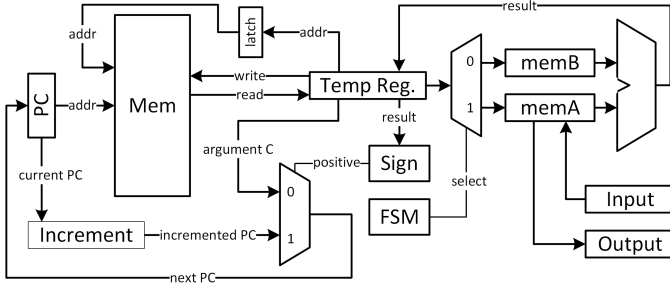 result
addr
latch
addr
write
read
Mem
PC
addr
Temp Reg.
0
memB
1
memA
result
argument C
current PC
positive
Sign
select
0
FSM
Input
Increment
incremented PC
1
Output
next PC